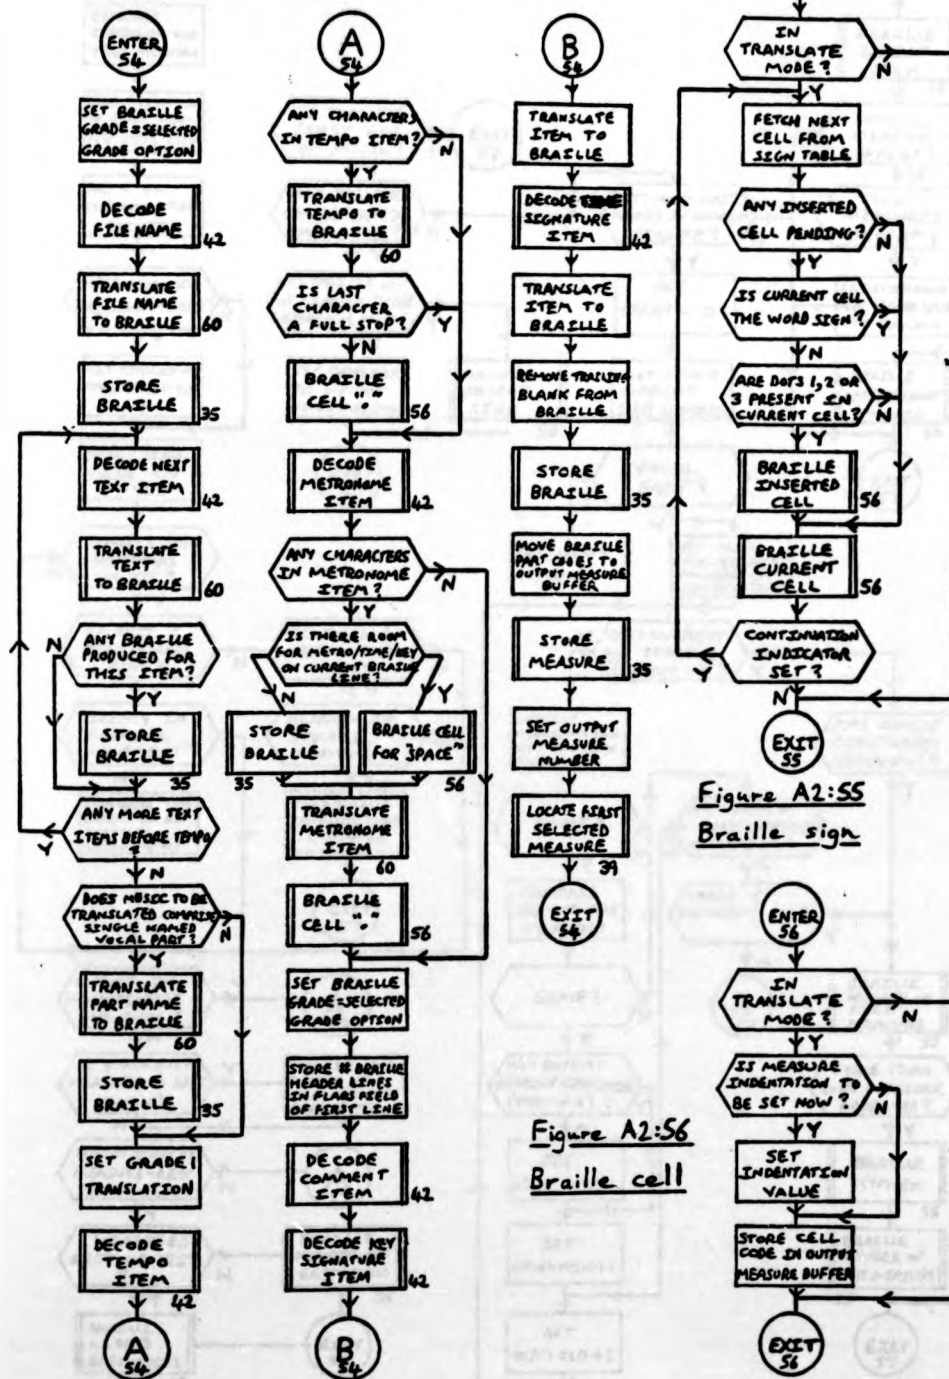 ENTER
54
SET BRAILLE
GRADE=SELECTED
GRADE OPTION
DECODE
FILE NAME
42
TRANSLATE
FILE NAME
TO BRAILLE
60
STORE
BRAILLE
35
DECODE NEXT
TEXT ITEM
42
TRANSLATE
TEXT
TO BRAILLE
60
ANY BRAILLE
PRODUCED FOR
THIS ITEM?
N
Y
STORE
BRAILLE
35
ANY MORE TEXT
ITEMS BEFORE TEMPO
?
Y
N
DOES MUSIC TO BE
TRANSLATED COMPRISE
SINGLE NAMED
VOCAL PART?
N
Y
TRANSLATE
PART NAME
TO BRAILLE
60
STORE
BRAILLE
35
SET GRADE 1
TRANSLATION
DECODE
TEMPO
ITEM
42
A
54
A
54
ANY CHARACTERS
IN TEMPO ITEM?
N
Y
TRANSLATE
TEMPO TO
BRAILLE
60
IS LAST
CHARACTER
A FULL STOP?
Y
N
BRAILLE
CELL "."
56
DECODE
METRONOME
ITEM
42
ANY CHARACTERS
IN METRONOME
ITEM?
N
Y
IS THERE ROOM
FOR METRO/TIME/KEY
ON CURRENT BRAILLE
LINE?
N
Y
STORE
BRAILLE
35
BRAILLE CELL
FOR "SPACE"
56
TRANSLATE
METRONOME
ITEM
60
BRAILLE
CELL "."
56
SET BRAILLE
GRADE=SELECTED
GRADE OPTION
STORE # BRAILLE
HEADER LINES
IN FLAGS FIELD
OF FIRST LINE
DECODE
COMMENT
ITEM
42
DECODE KEY
SIGNATURE
ITEM
42
B
54
B
54
TRANSLATE
ITEM TO
BRAILLE
DECODE TIME
SIGNATURE
ITEM
42
TRANSLATE
ITEM TO
BRAILLE
REMOVE TRAILING
BLANK FROM
BRAILLE
STORE
BRAILLE
35
MOVE BRAILLE
PART CODES TO
OUTPUT MEASURE
BUFFER
STORE
MEASURE
35
SET OUTPUT
MEASURE
NUMBER
LOCATE FIRST
SELECTED
MEASURE
39
EXIT
54
IN
TRANSLATE
MODE?
N
Y
FETCH NEXT
CELL FROM
SIGN TABLE
ANY INSERTED
CELL PENDING?
N
Y
IS CURRENT CELL
THE WORD SIGN?
Y
N
ARE DOTS 1, 2 OR
3 PRESENT IN
CURRENT CELL?
N
Y
BRAILLE
INSERTED
CELL
56
BRAILLE
CURRENT
CELL
56
CONTINUATION
INDICATOR
SET?
Y
N
EXIT
55
Figure A2:55
Braille sign
ENTER
56
IN
TRANSLATE
MODE?
N
Y
IS MEASURE
INDENTATION TO
BE SET NOW?
N
Y
SET
INDENTATION
VALUE
STORE CELL
CODE IN OUTPUT
MEASURE BUFFER
EXIT
56
Figure A2:56
Braille cell